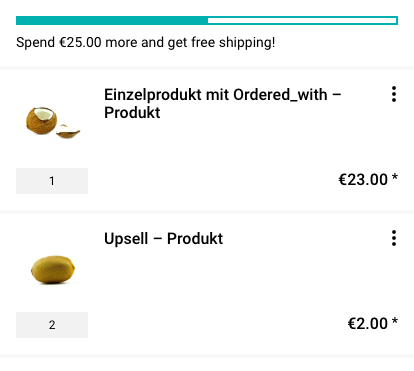 Spend €25.00 more and get free shipping!
Einzelprodukt mit Ordered_with –
Produkt
1
€23.00 *
Upsell – Produkt
2
€2.00 *